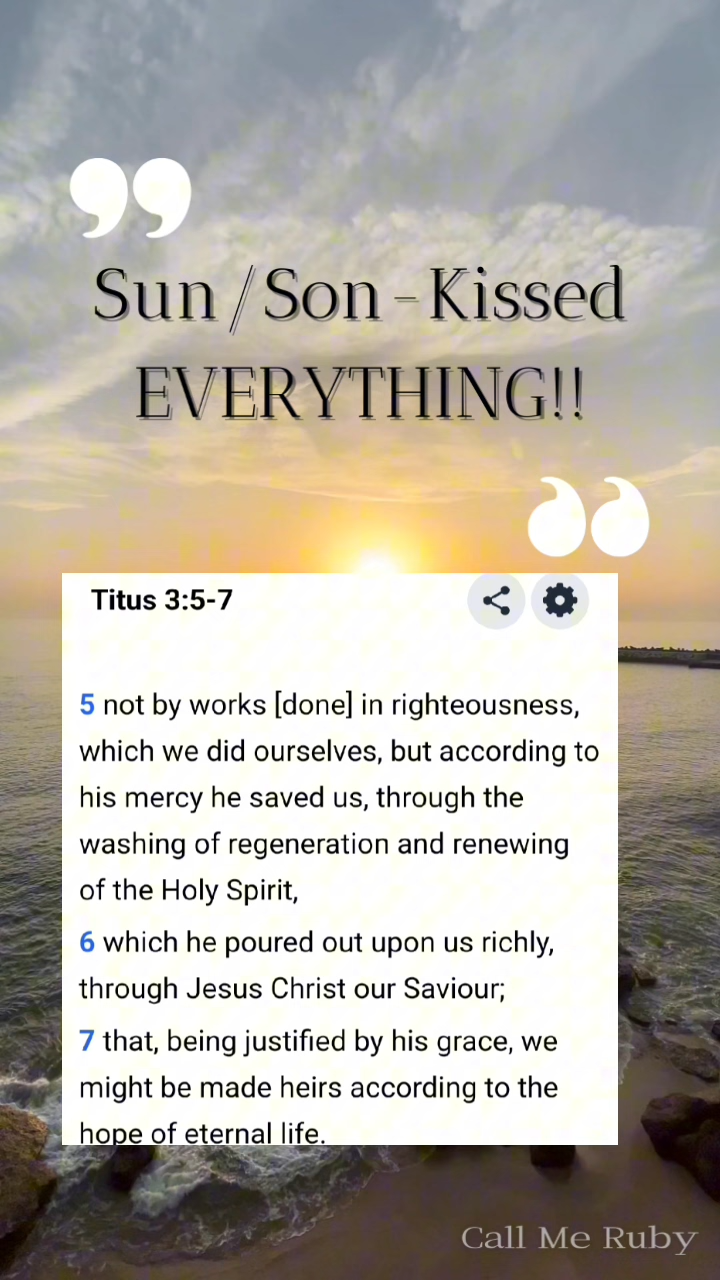 ”
Sun/Son-Kissed
EVERYTHING!!
“
Titus 3:5-7
5 not by works [done] in righteousness,
which we did ourselves, but according to
his mercy he saved us, through the
washing of regeneration and renewing
of the Holy Spirit,
6 which he poured out upon us richly,
through Jesus Christ our Saviour;
7 that, being justified by his grace, we
might be made heirs according to the
hope of eternal life.
Call Me Ruby